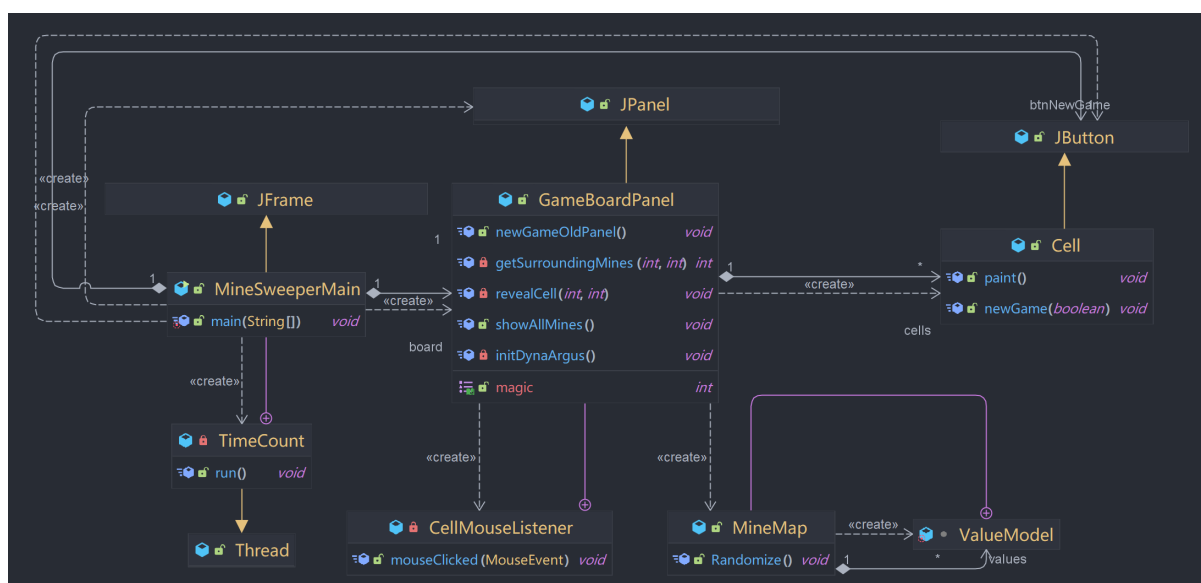 JPanel
btnNewGame
1
JButton
«create»
«create»
JFrame
GameBoardPanel
newGameOldPanel() void
getSurroundingMines (int, int) int
revealCell(int, int) void
showAllMines() void
initDynaArgus() void
magic int
1
Cell
paint() void
newGame(boolean) void
1
*
«create»
cells
1
MineSweeperMain
main(String[]) void
1
«create»
board
«create»
TimeCount
run() void
Thread
«create»
CellMouseListener
mouseClicked (MouseEvent) void
«create»
MineMap
Randomize() void
«create»
1
*
values
ValueModel